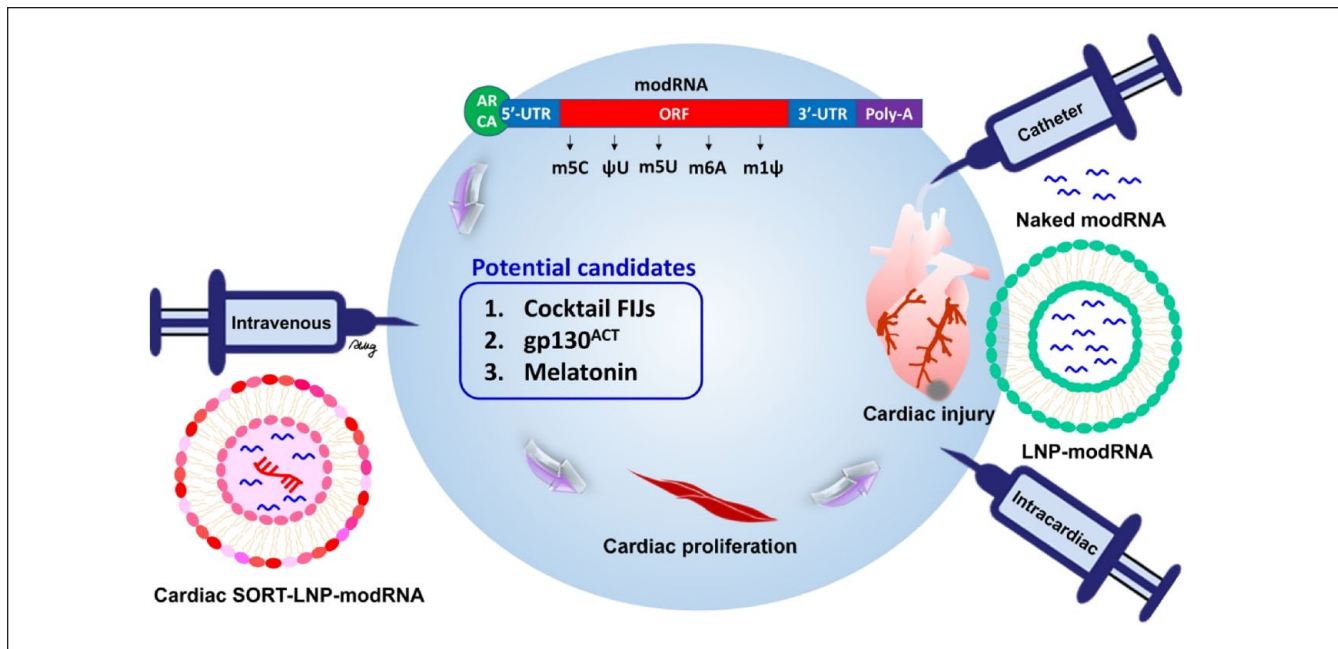 modRNA
AR
CA
5’-UTR
ORF
3’-UTR
Poly-A
m5C ψU m5U m6A m1ψ
Potential candidates
1. Cocktail FIJs
2. gp130ACT
3. Melatonin
Intravenous
Cardiac SORT-LNP-modRNA
Cardiac proliferation
Catheter
Naked modRNA
Cardiac injury
LNP-modRNA
Intracardiac